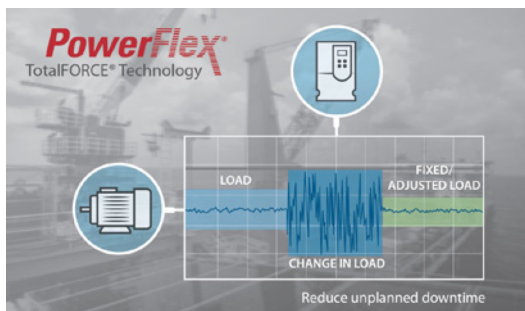 PowerFlex®
TotalFORCE® Technology
LOAD
FIXED/
ADJUSTED LOAD
CHANGE IN LOAD
Reduce unplanned downtime